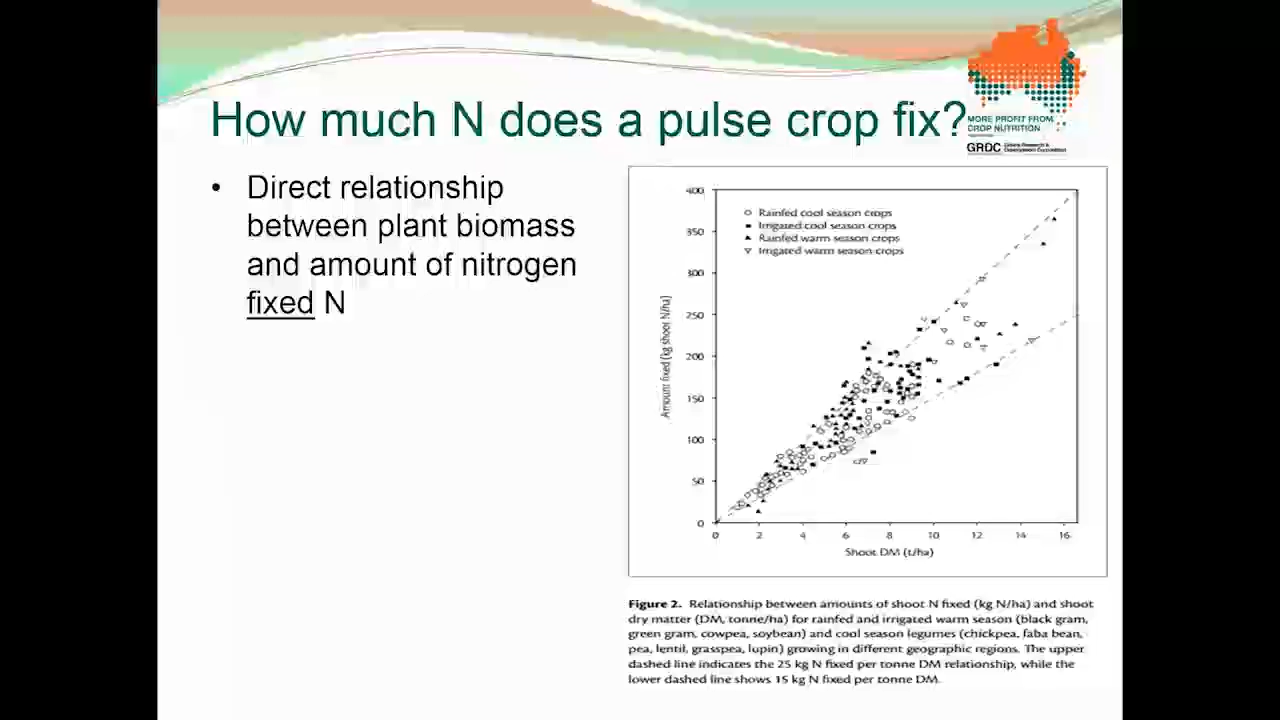 How much N does a pulse crop fix?
MORE PROFIT FROM
CROP NUTRITION
GRDC Grains Research & Development Corporation
• Direct relationship
between plant biomass
and amount of nitrogen
fixed N
400
350
300
250
200
150
100
50
0
Amount fixed (kg shoot N/ha)
Rainfed cool season crops
Irrigated cool season crops
Rainfed warm season crops
Irrigated warm season crops
0 2 4 6 8 10 12 14 16
Shoot DM (t/ha)
Figure 2. Relationship between amounts of shoot N fixed (kg N/ha) and shoot
dry matter (DM, tonne/ha) for rainfed and irrigated warm season (black gram,
green gram, cowpea, soybean) and cool season legumes (chickpea, faba bean,
pea, lentil, grasspea, lupin) growing in different geographic regions. The upper
dashed line indicates the 25 kg N fixed per tonne DM relationship, while the
lower dashed line shows 15 kg N fixed per tonne DM.